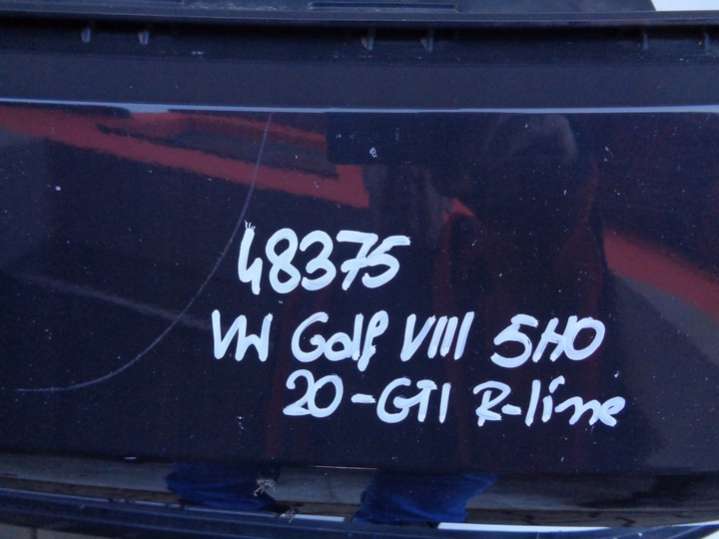 48375
VW Golf VIII 5H0
20-GTI R-line